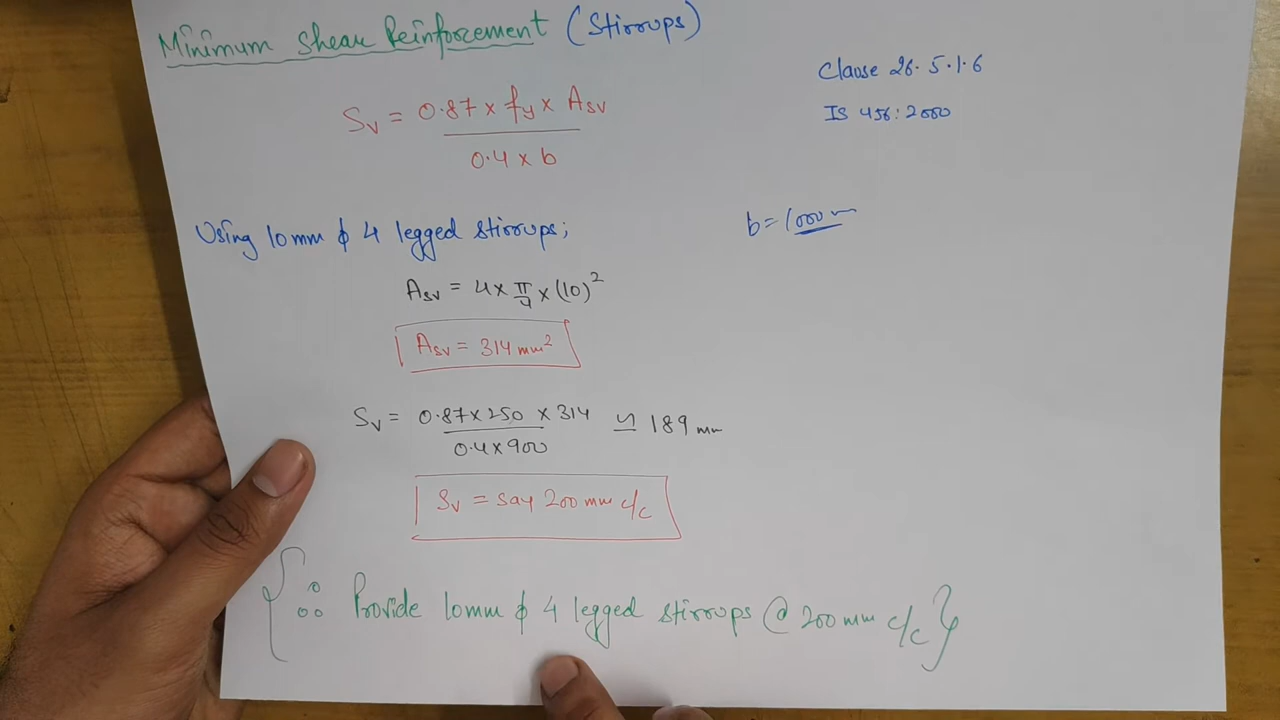 Minimum Shear Reinforcement (Stirrups)
Clause 26.5.1.6
IS 456:2000
Sv = 0.87 x fy x Asv
0.4 x b
Using 10mm ϕ 4 legged stirrups;
b = 1000 m
Asv = 4 x π/4 x (10)²
Asv = 314 mm²
Sv = 0.87 x 250 x 314 ≃ 189 mm
0.4 x 900
Sv = say 200 mm c/c
∴ Provide 10mm ϕ 4 legged stirrups @ 200 mm c/c